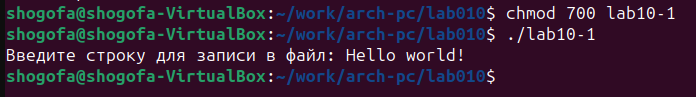 shogofa@shogofa-VirtualBox:~/work/arch-pc/lab010$ chmod 700 lab10-1
shogofa@shogofa-VirtualBox:~/work/arch-pc/lab010$ ./lab10-1
Введите строку для записи в файл: Hello world!
shogofa@shogofa-VirtualBox:~/work/arch-pc/lab010$